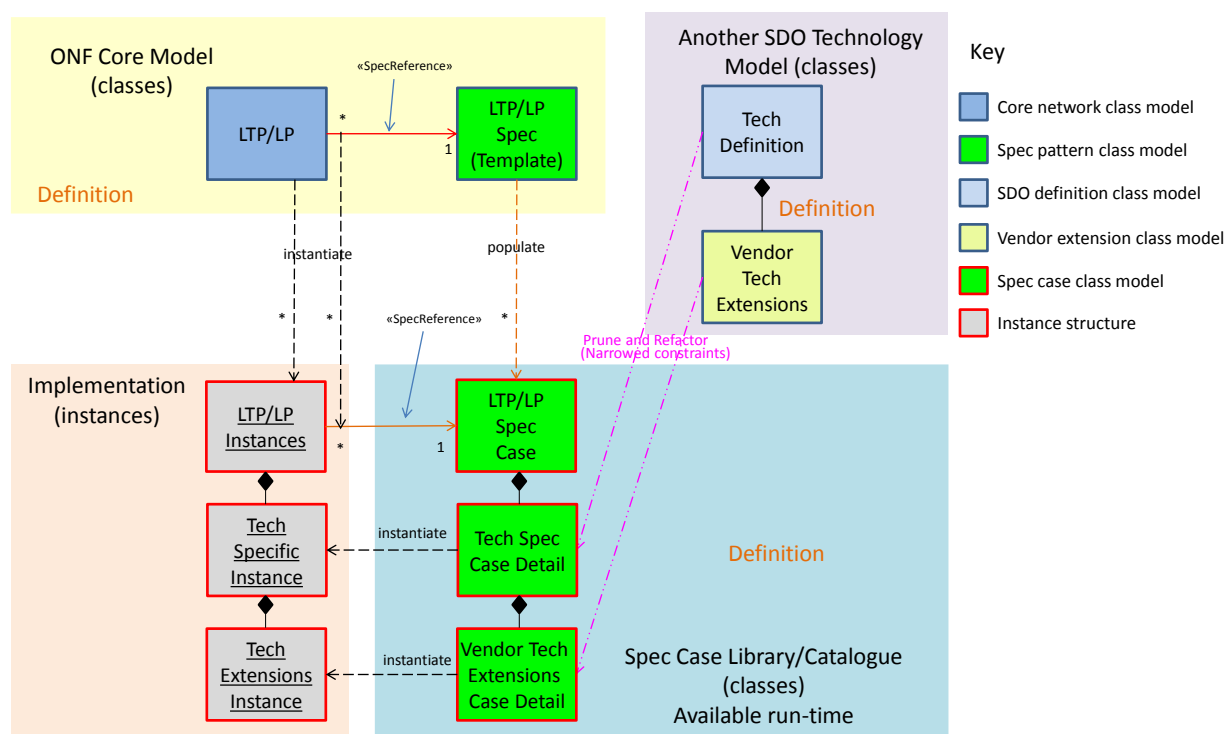 ONF Core Model
(classes)
«SpecReference»
LTP/LP
*
1
LTP/LP
Spec
(Template)
Definition
Another SDO Technology
Model (classes)
Tech
Definition
Definition
Vendor
Tech
Extensions
Key
Core network class model
Spec pattern class model
SDO definition class model
Vendor extension class model
Spec case class model
Instance structure
instantiate
populate
*
*
«SpecReference»
*
Prune and Refactor
(Narrowed constraints)
Implementation
(instances)
LTP/LP
Instances
*
1
LTP/LP
Spec
Case
Tech
Specific
Instance
instantiate
Tech Spec
Case Detail
Definition
Tech
Extensions
Instance
instantiate
Vendor Tech
Extensions
Case Detail
Spec Case Library/Catalogue
(classes)
Available run-time